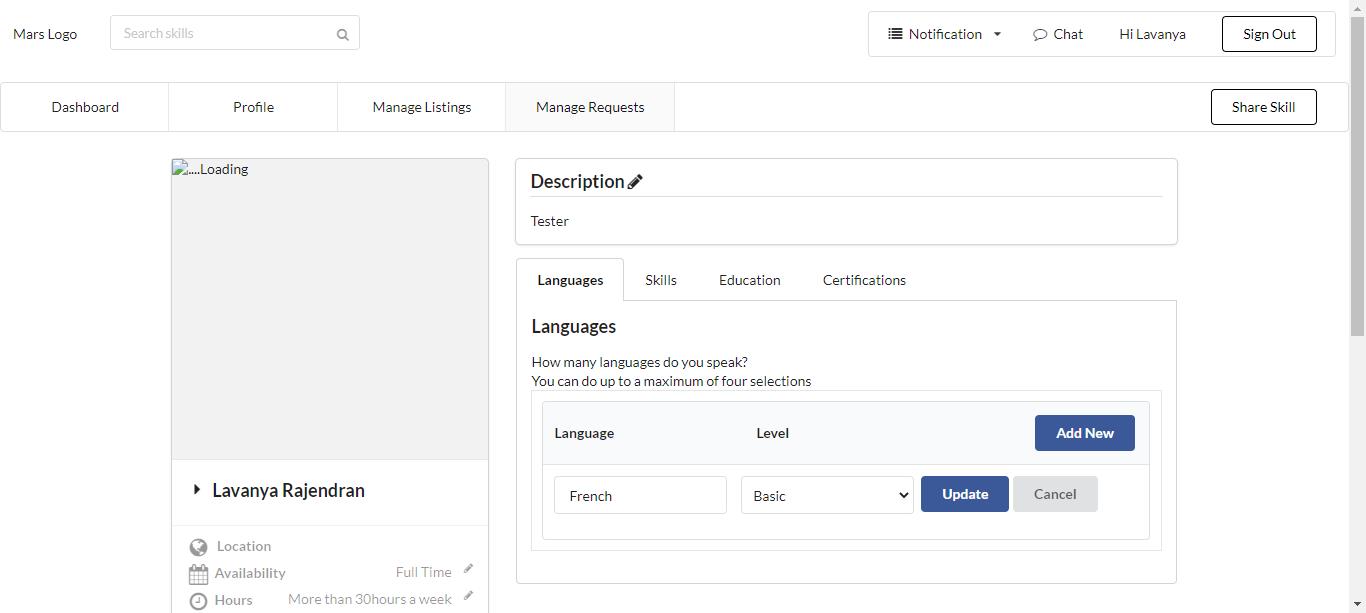 Mars Logo
Search skills
Notification
Chat
Hi Lavanya
Sign Out
Dashboard
Profile
Manage Listings
Manage Requests
Share Skill
....Loading
Lavanya Rajendran
Location
Availability
Full Time
Hours
More than 30hours a week
Description
Tester
Languages
Skills
Education
Certifications
Languages
How many languages do you speak?
You can do up to a maximum of four selections
Language
Level
Add New
French
Basic
Update
Cancel